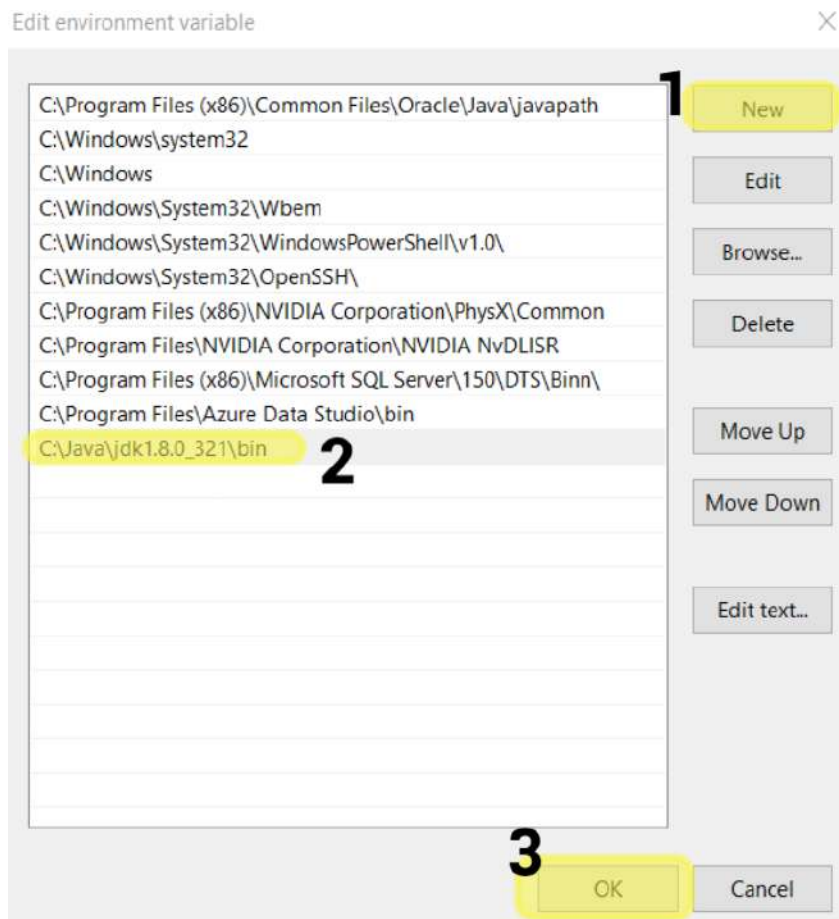 Edit environment variable
1
New
C:\Program Files (x86)\Common Files\Oracle\Java\javapath
C:\Windows\system32
C:\Windows
Edit
C:\Windows\System32\Wbem
C:\Windows\System32\WindowsPowerShell\v1.0\
Browse...
C:\Windows\System32\OpenSSH\
C:\Program Files (x86)\NVIDIA Corporation\PhysX\Common
Delete
C:\Program Files\NVIDIA Corporation\NVIDIA NvDLISR
C:\Program Files (x86)\Microsoft SQL Server\150\DTS\Binn\
C:\Program Files\Azure Data Studio\bin
Move Up
C:\Java\jdk1.8.0_321\bin
2
Move Down
Edit text...
3
OK
Cancel